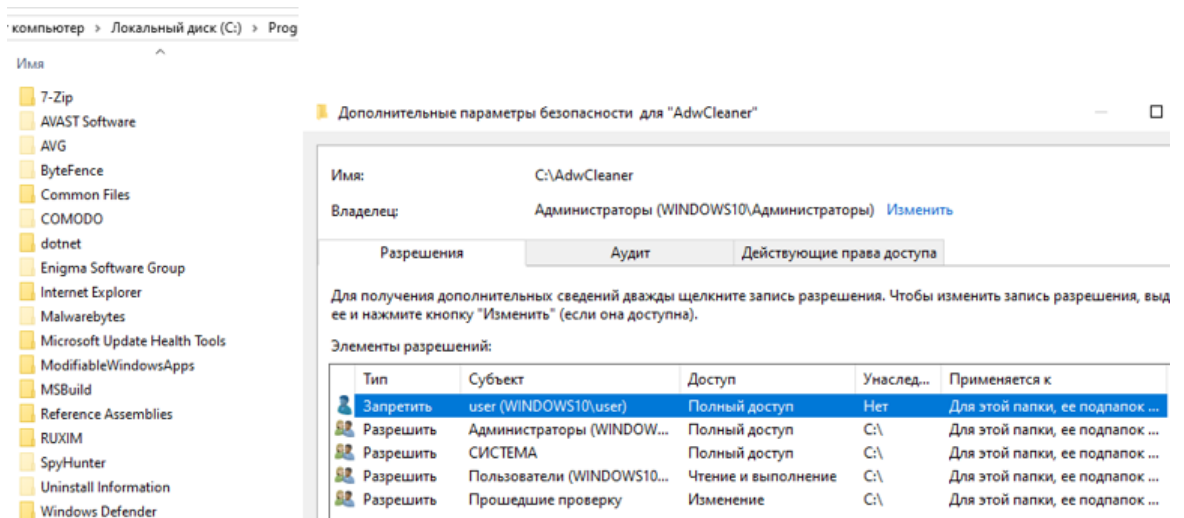 компьютер > Локальный диск (C:) > Prog
Имя
7-Zip
AVAST Software
AVG
ByteFence
Common Files
COMODO
dotnet
Enigma Software Group
Internet Explorer
Malwarebytes
Microsoft Update Health Tools
ModifiableWindowsApps
MSBuild
Reference Assemblies
RUXIM
SpyHunter
Uninstall Information
Windows Defender
Дополнительные параметры безопасности для "AdwCleaner"
Имя: C:\AdwCleaner
Владелец: Администраторы (WINDOWS10\Администраторы) Изменить
Разрешения Аудит Действующие права доступа
Для получения дополнительных сведений дважды щелкните запись разрешения. Чтобы изменить запись разрешения, выд
ее и нажмите кнопку "Изменить" (если она доступна).
Элементы разрешений:
Тип Субъект Доступ Унаслед... Применяется к
Запретить user (WINDOWS10\user) Полный доступ Нет Для этой папки, ее подпапок ...
Разрешить Администраторы (WINDOW... Полный доступ C:\ Для этой папки, ее подпапок ...
Разрешить СИСТЕМА Полный доступ C:\ Для этой папки, ее подпапок ...
Разрешить Пользователи (WINDOWS10... Чтение и выполнение C:\ Для этой папки, ее подпапок ...
Разрешить Прошедшие проверку Изменение C:\ Для этой папки, ее подпапок ...